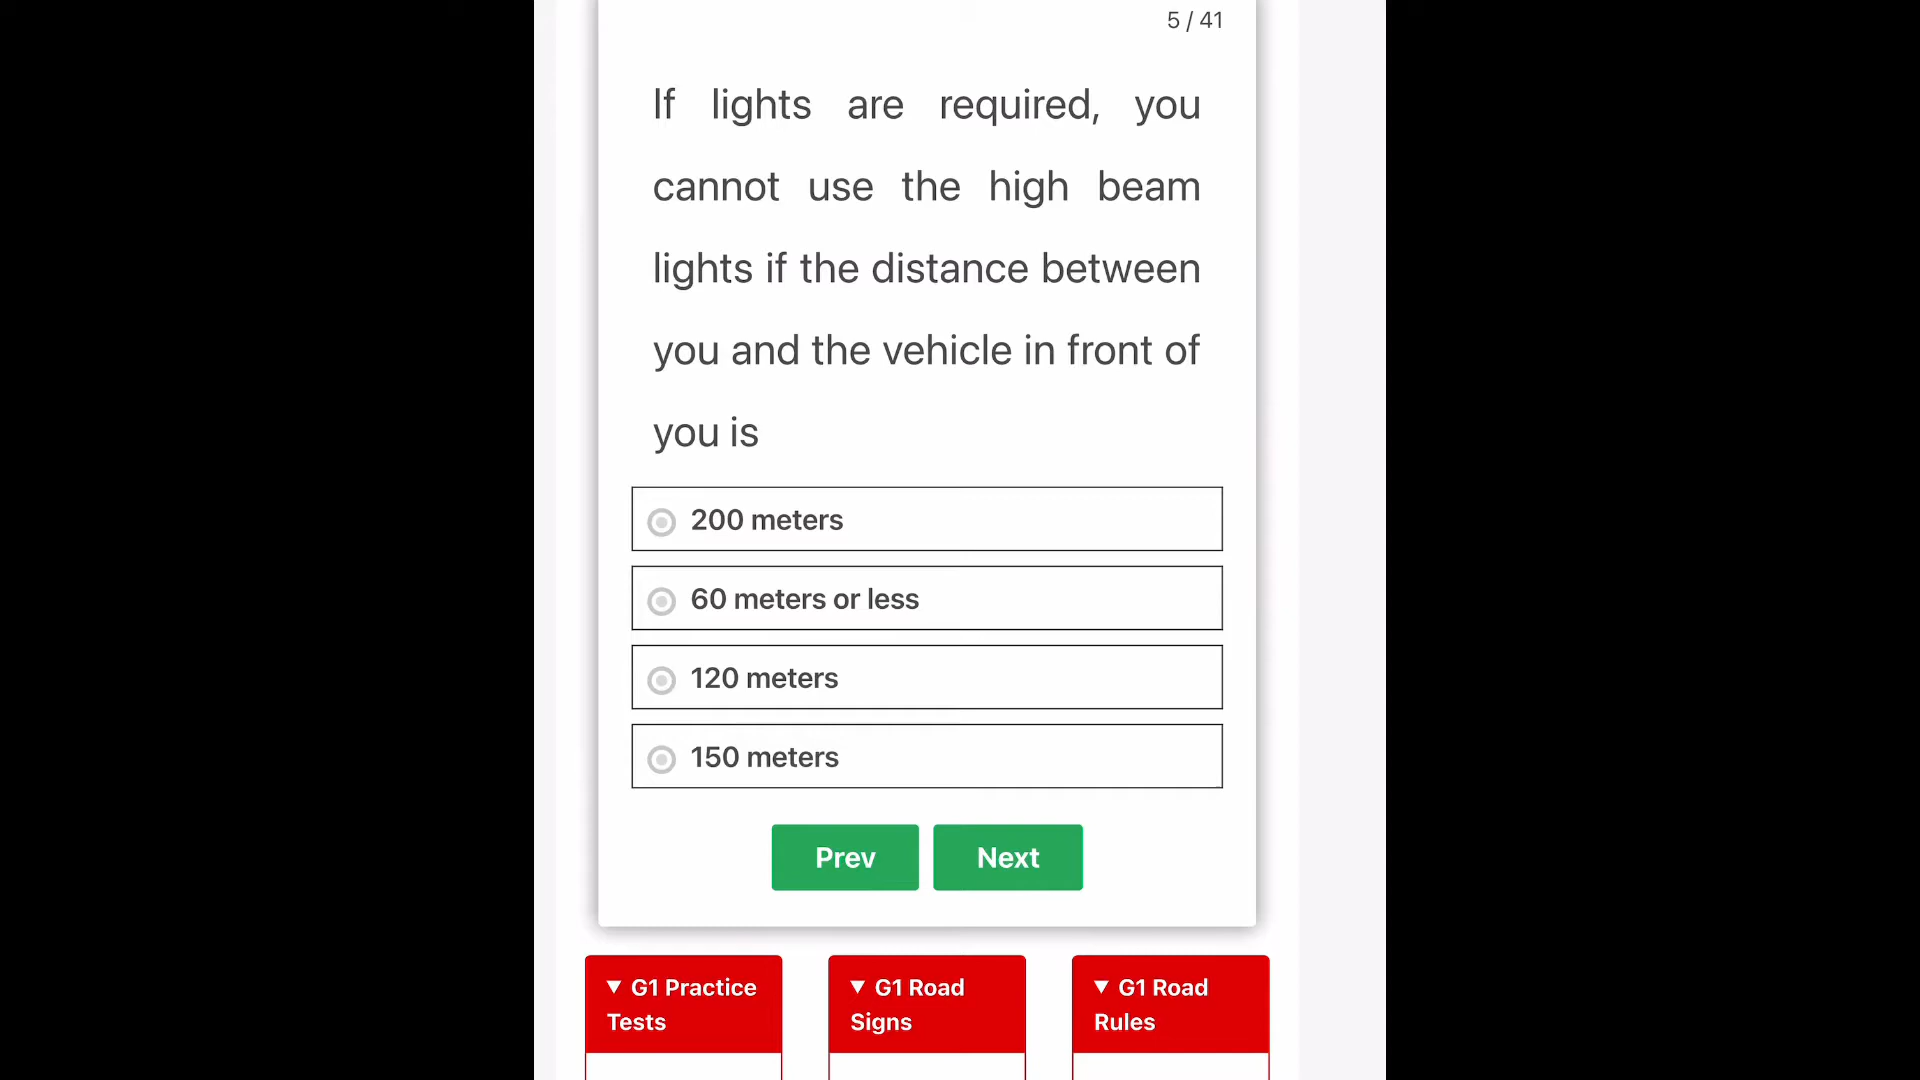 5 / 41
If lights are required, you
cannot use the high beam
lights if the distance between
you and the vehicle in front of
you is
200 meters
60 meters or less
120 meters
150 meters
Prev Next
▼ G1 Practice
Tests
▼ G1 Road
Signs
▼ G1 Road
Rules